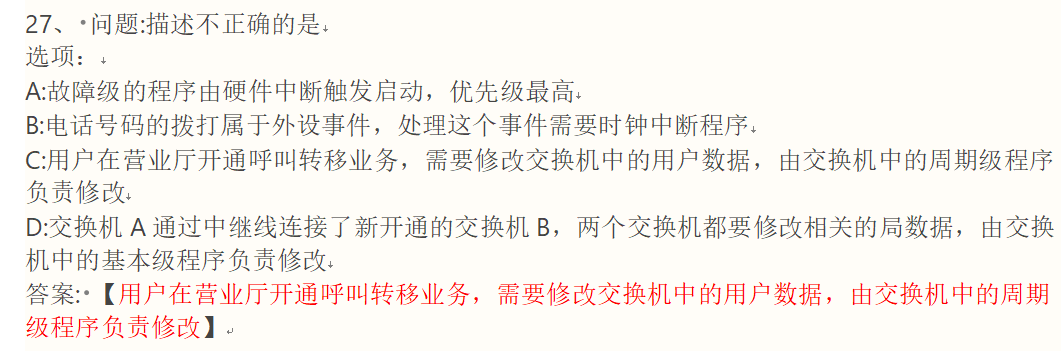 27、•问题:描述不正确的是↓
选项：↓
A:故障级的程序由硬件中断触发启动，优先级最高↓
B:电话号码的拨打属于外设事件，处理这个事件需要时钟中断程序↓
C:用户在营业厅开通呼叫转移业务，需要修改交换机中的用户数据，由交换机中的周期级程序
负责修改↓
D:交换机 A 通过中继线连接了新开通的交换机 B，两个交换机都要修改相关的局数据，由交换
机中的基本级程序负责修改↓
答案:•【用户在营业厅开通呼叫转移业务，需要修改交换机中的用户数据，由交换机中的周期
级程序负责修改】↵